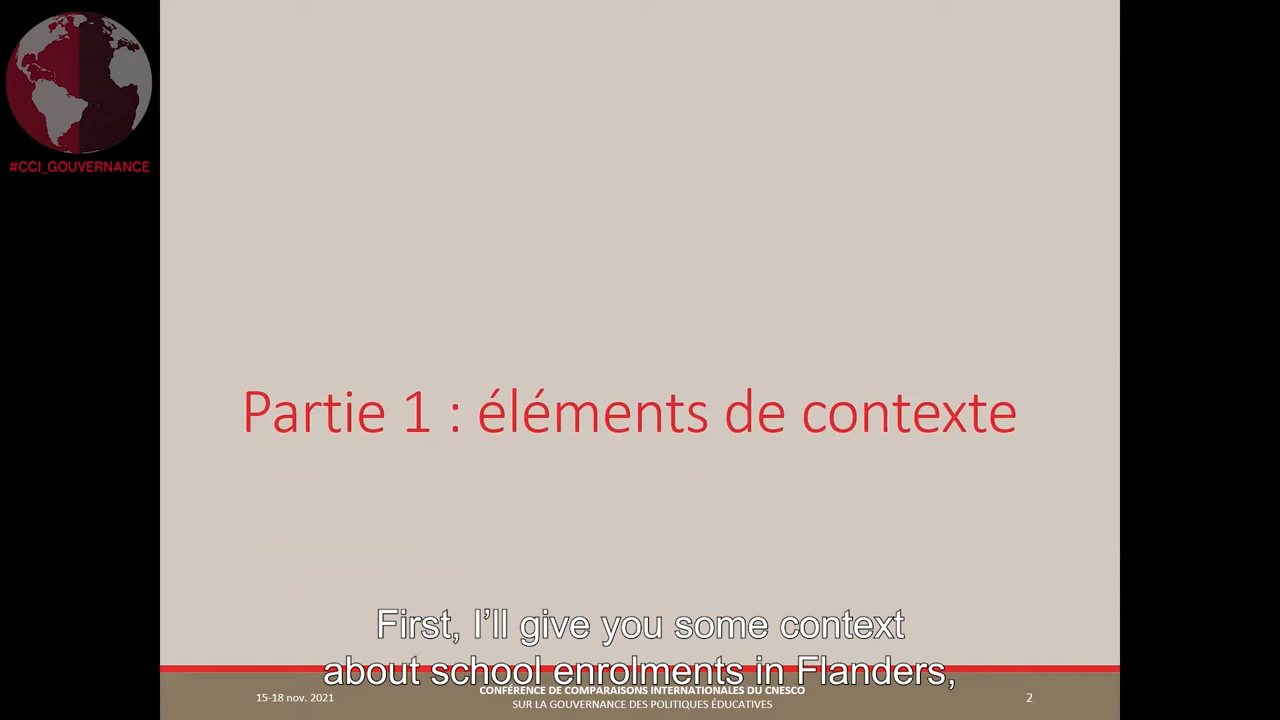 #CCI_GOUVERNANCE
Partie 1 : éléments de contexte
First, I’ll give you some context
about school enrolments in Flanders,
15-18 nov. 2021
CONFÉRENCE DE COMPARAISONS INTERNATIONALES DU CNESCO
SUR LA GOUVERNANCE DES POLITIQUES ÉDUCATIVES
2